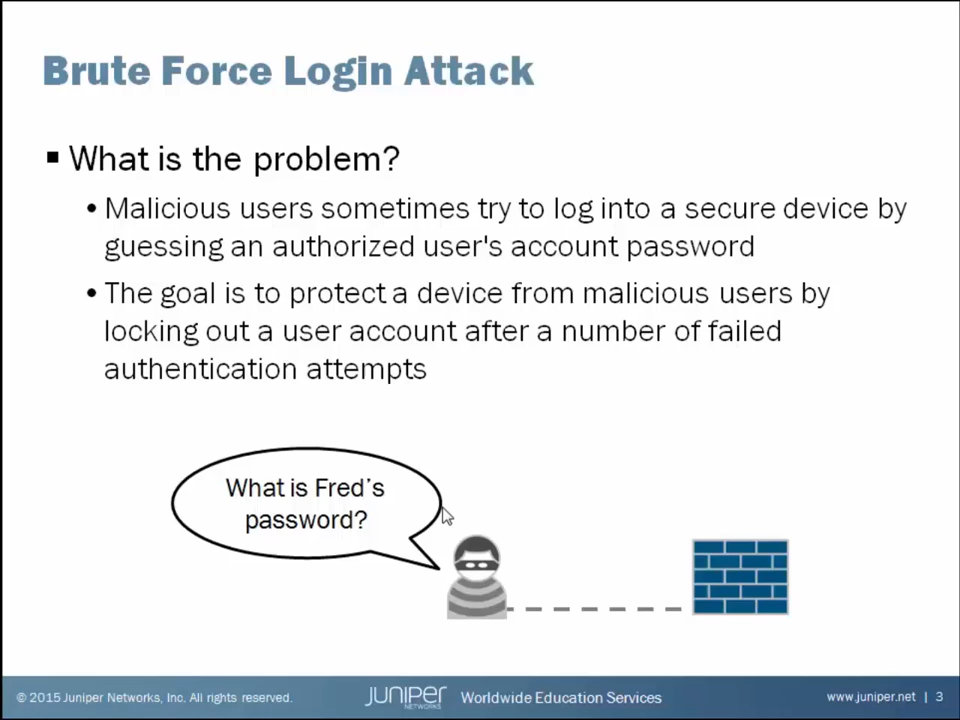 Brute Force Login Attack
▪ What is the problem?
• Malicious users sometimes try to log into a secure device by
guessing an authorized user's account password
• The goal is to protect a device from malicious users by
locking out a user account after a number of failed
authentication attempts
What is Fred's
password?
© 2015 Juniper Networks, Inc. All rights reserved.
JUNIPER
NETWORKS
Worldwide Education Services
www.juniper.net | 3